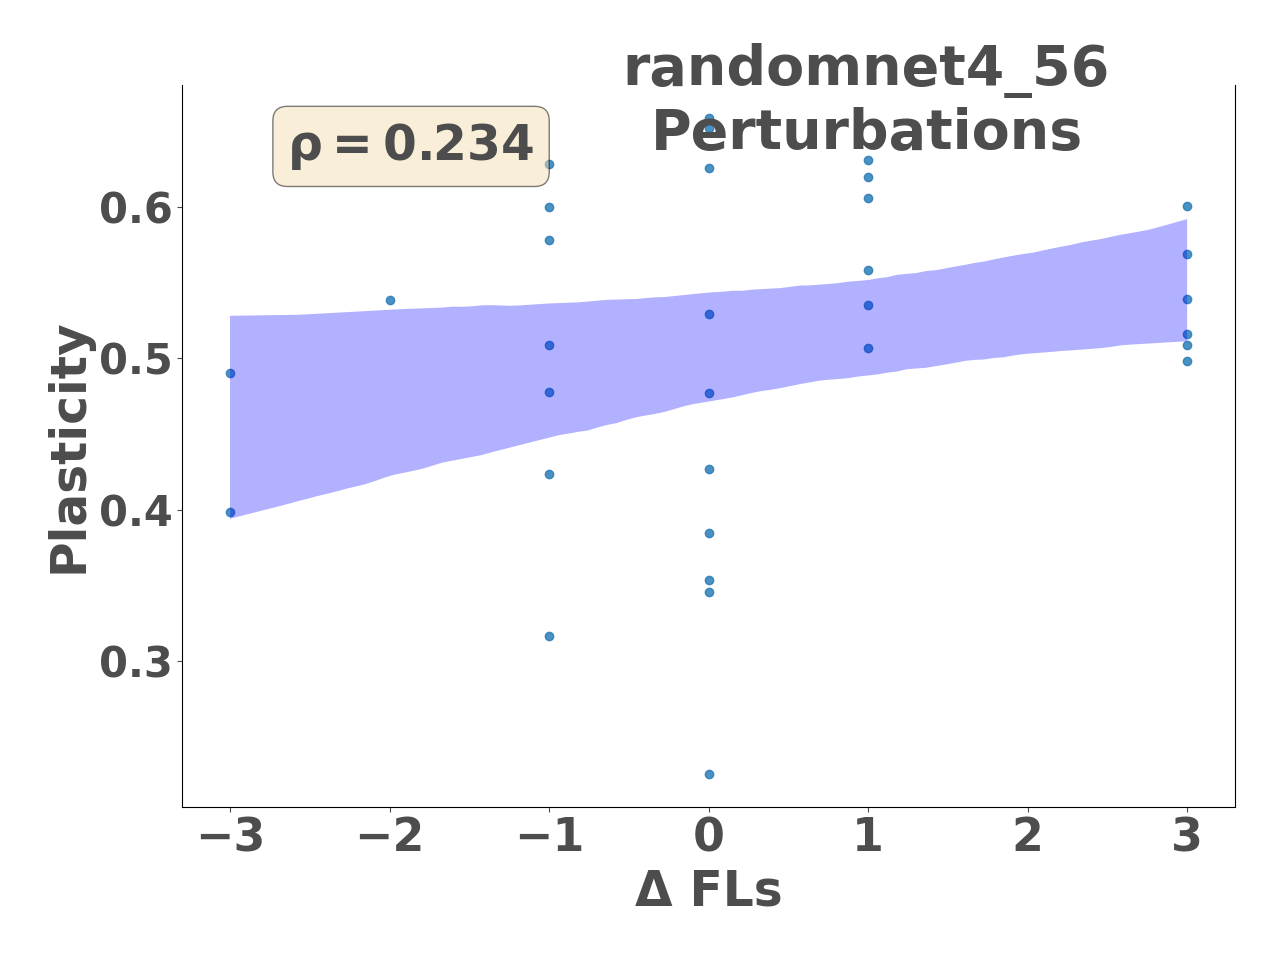 randomnet4_56
Perturbations
ρ = 0.234
Plasticity
0.6
0.5
0.4
0.3
−3 −2 −1 0 1 2 3
Δ FLs